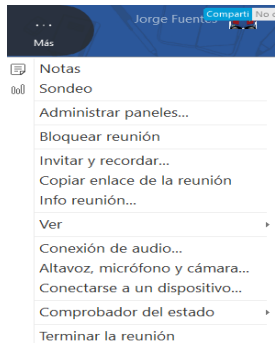 Jorge Fuentes
Comparti
...
Más
Notas
Sondeo
Administrar paneles...
Bloquear reunión
Invitar y recordar...
Copiar enlace de la reunión
Info reunión...
Ver
Conexión de audio...
Altavoz, micrófono y cámara...
Conectarse a un dispositivo...
Comprobador del estado
Terminar la reunión